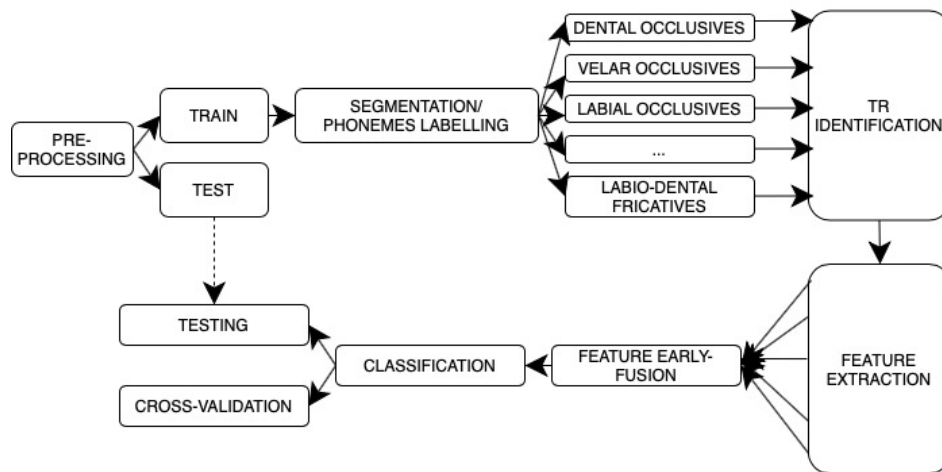 PRE-
PROCESSING
TRAIN
TEST
SEGMENTATION/
PHONEMES LABELLING
DENTAL OCCLUSIVES
VELAR OCCLUSIVES
LABIAL OCCLUSIVES
...
LABIO-DENTAL
FRICATIVES
TR
IDENTIFICATION
FEATURE
EXTRACTION
FEATURE EARLY-
FUSION
CLASSIFICATION
TESTING
CROSS-VALIDATION